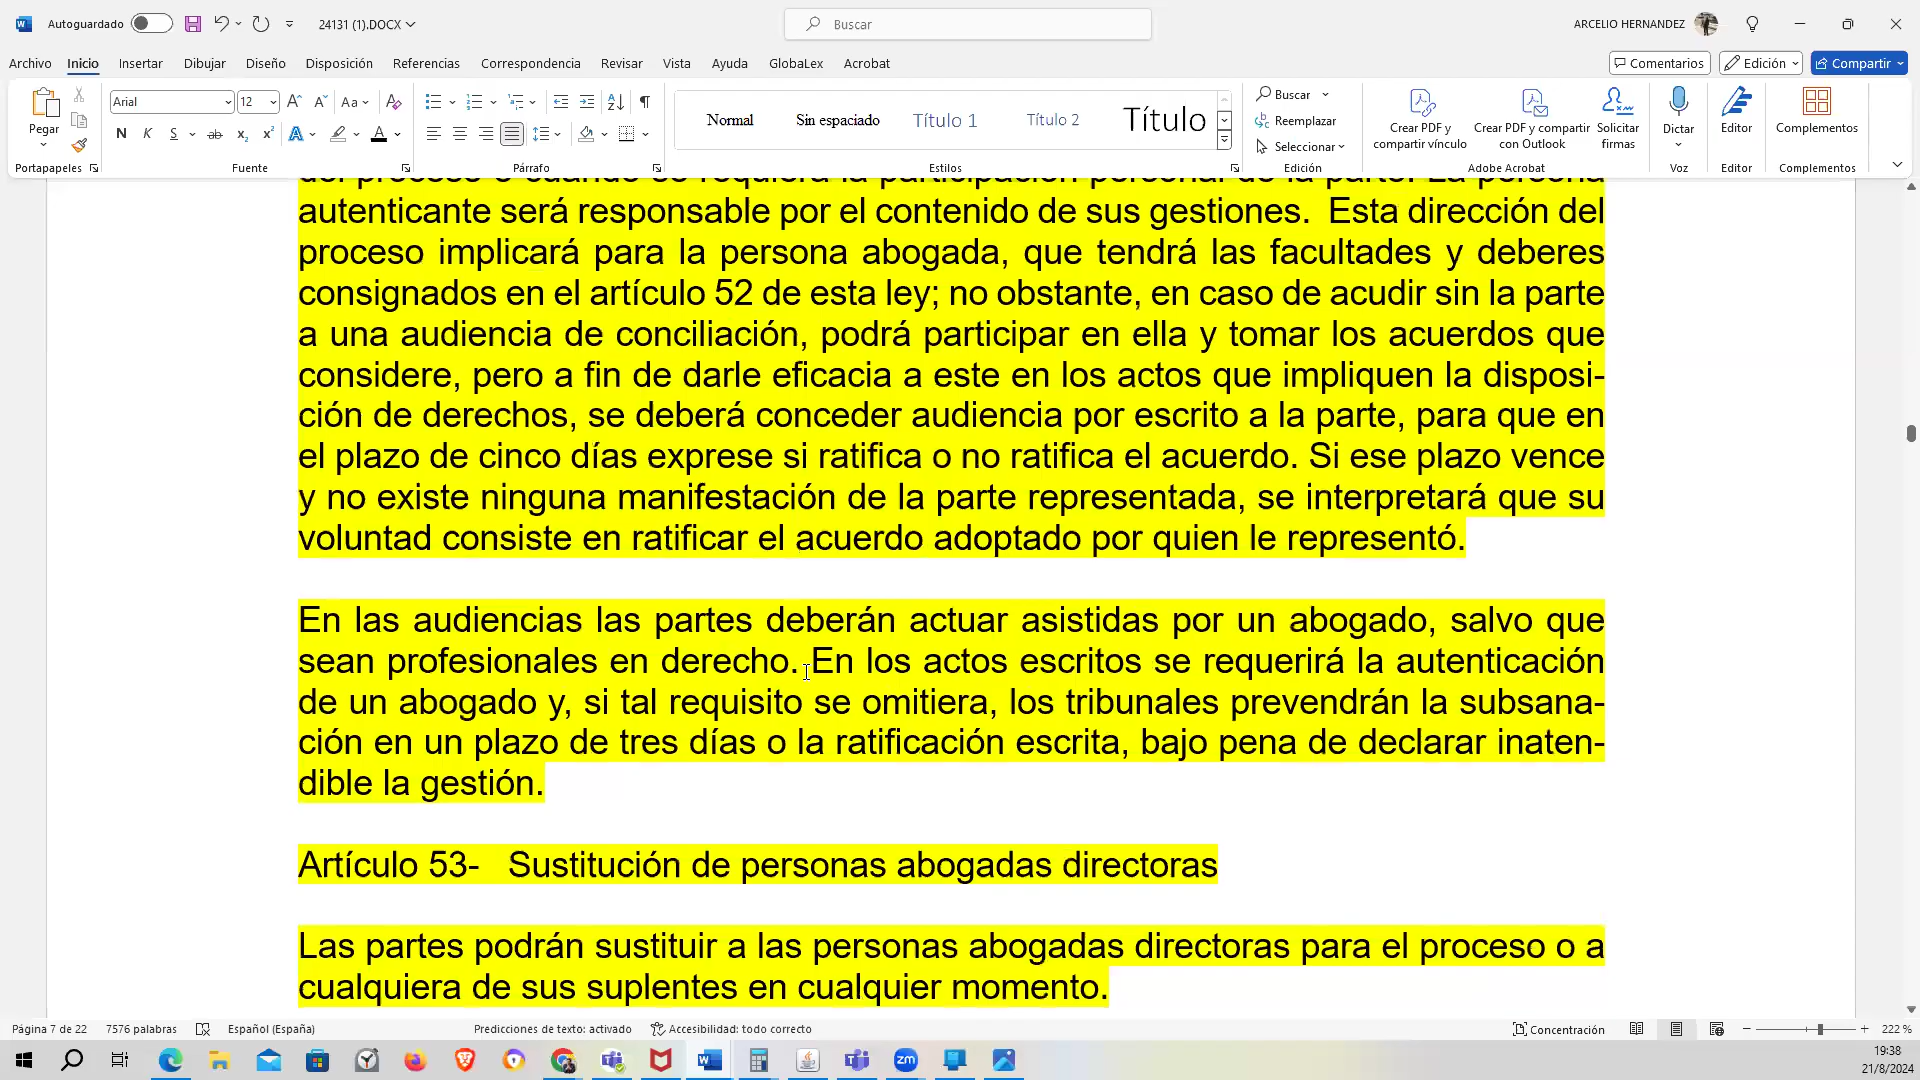 Autoguardado
24131 (1).DOCX
Buscar
ARCELIO HERNANDEZ
Archivo Inicio Insertar Dibujar Diseño Disposición Referencias Correspondencia Revisar Vista Ayuda GlobaLex Acrobat
Comentarios Edición Compartir
Pegar
Portapapeles
Arial 12
Fuente
Párrafo
Normal Sin espaciado Título 1 Título 2 Título
Estilos
Buscar
Reemplazar
Seleccionar
Edición
Crear PDF y compartir vínculo
Crear PDF y compartir con Outlook
Solicitar firmas
Adobe Acrobat
Dictar
Voz
Editor
Editor
Complementos
Complementos
del proceso o cuando se requiera la participación personal de la parte. La persona
autenticante será responsable por el contenido de sus gestiones. Esta dirección del
proceso implicará para la persona abogada, que tendrá las facultades y deberes
consignados en el artículo 52 de esta ley; no obstante, en caso de acudir sin la parte
a una audiencia de conciliación, podrá participar en ella y tomar los acuerdos que
considere, pero a fin de darle eficacia a este en los actos que impliquen la disposi-
ción de derechos, se deberá conceder audiencia por escrito a la parte, para que en
el plazo de cinco días exprese si ratifica o no ratifica el acuerdo. Si ese plazo vence
y no existe ninguna manifestación de la parte representada, se interpretará que su
voluntad consiste en ratificar el acuerdo adoptado por quien le representó.
En las audiencias las partes deberán actuar asistidas por un abogado, salvo que
sean profesionales en derecho. En los actos escritos se requerirá la autenticación
de un abogado y, si tal requisito se omitiera, los tribunales prevendrán la subsana-
ción en un plazo de tres días o la ratificación escrita, bajo pena de declarar inaten-
dible la gestión.
Artículo 53- Sustitución de personas abogadas directoras
Las partes podrán sustituir a las personas abogadas directoras para el proceso o a
cualquiera de sus suplentes en cualquier momento.
Página 7 de 22 7576 palabras Español (España) Predicciones de texto: activado Accesibilidad: todo correcto Concentración 222 %
19:38
21/8/2024